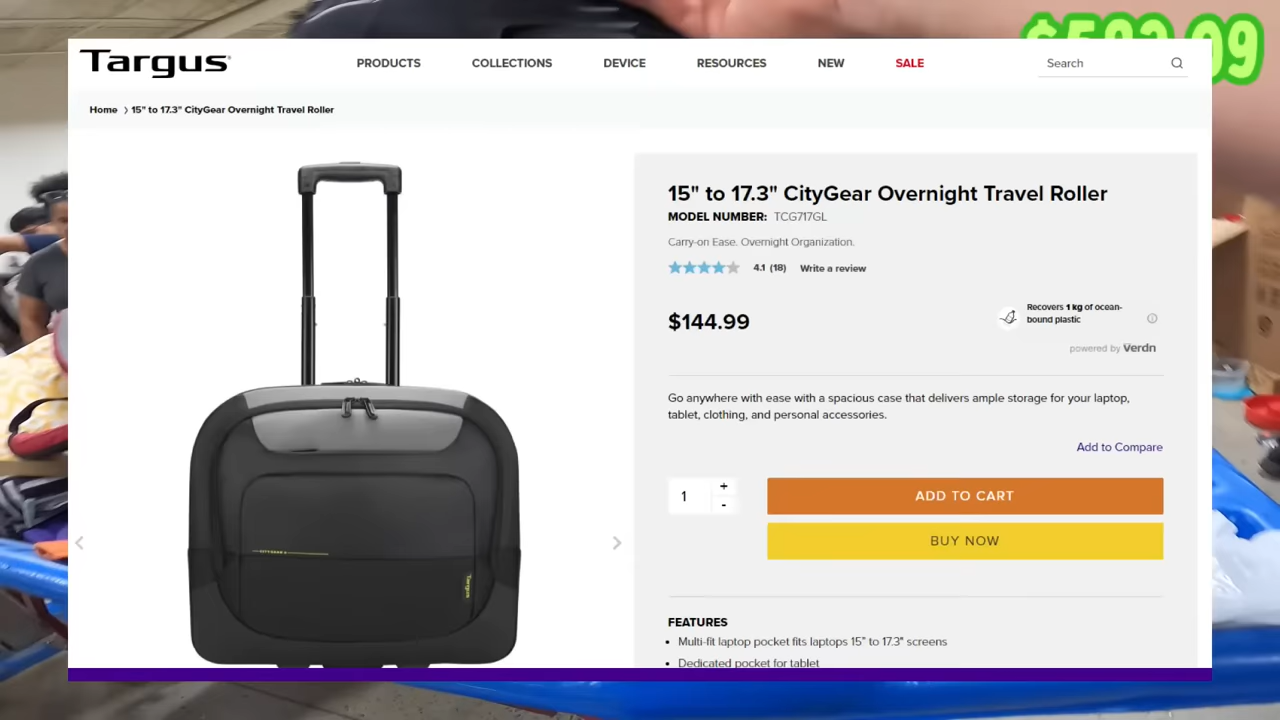 Targus
PRODUCTS
COLLECTIONS
DEVICE
RESOURCES
NEW
SALE
Search
Home › 15" to 17.3" CityGear Overnight Travel Roller
15" to 17.3" CityGear Overnight Travel Roller
MODEL NUMBER: TCG717GL
Carry-on Ease. Overnight Organization.
4.1 (18) Write a review
$144.99
Recovers 1 kg of ocean-
bound plastic
powered by Verdn
Go anywhere with ease with a spacious case that delivers ample storage for your laptop,
tablet, clothing, and personal accessories.
Add to Compare
1
+
-
ADD TO CART
BUY NOW
FEATURES
• Multi-fit laptop pocket fits laptops 15" to 17.3" screens
• Dedicated pocket for tablet
CITYGEAR
Targus